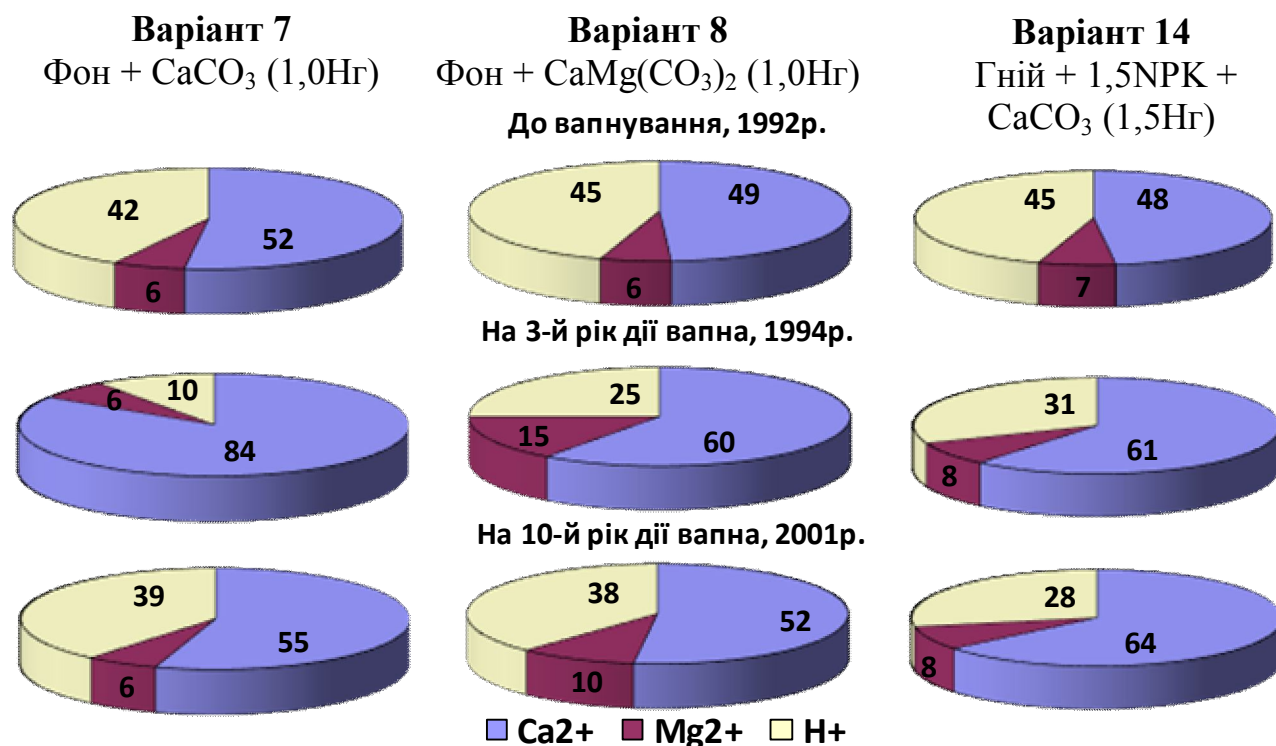 Варіант 7
Фон + CaCO₃ (1,0Нг)
Варіант 8
Фон + CaMg(CO₃)₂ (1,0Нг)
Варіант 14
Гній + 1,5NPK +
CaCO₃ (1,5Нг)
До вапнування, 1992р.
42
52
6
45
49
6
45
48
7
На 3-й рік дії вапна, 1994р.
10
6
84
25
15
60
31
8
61
На 10-й рік дії вапна, 2001р.
39
55
6
38
52
10
28
64
8
Ca2+ Mg2+ H+